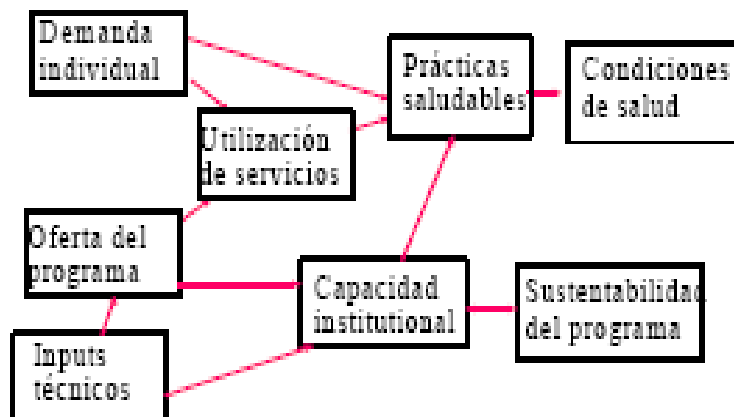 Demanda
individual
Prácticas
saludables
Condiciones
de salud
Utilización
de servicios
Oferta del
programa
Capacidad
institutional
Sustentabilidad
del programa
Inputs
técnicos